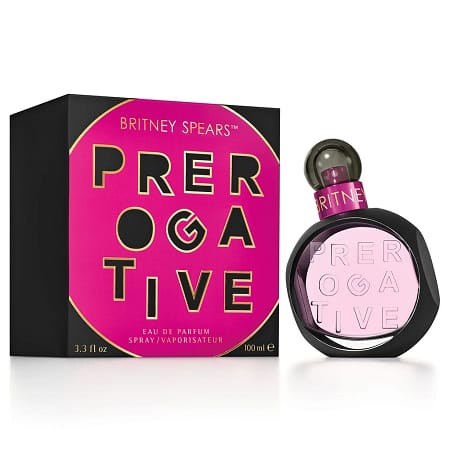 BRITNEY SPEARS™
PRER
OGA
TIVE
EAU DE PARFUM
SPRAY/VAPORISATEUR
3.3 fl oz
100 ml e
BRITNEY
PRER
OGA
TIVE